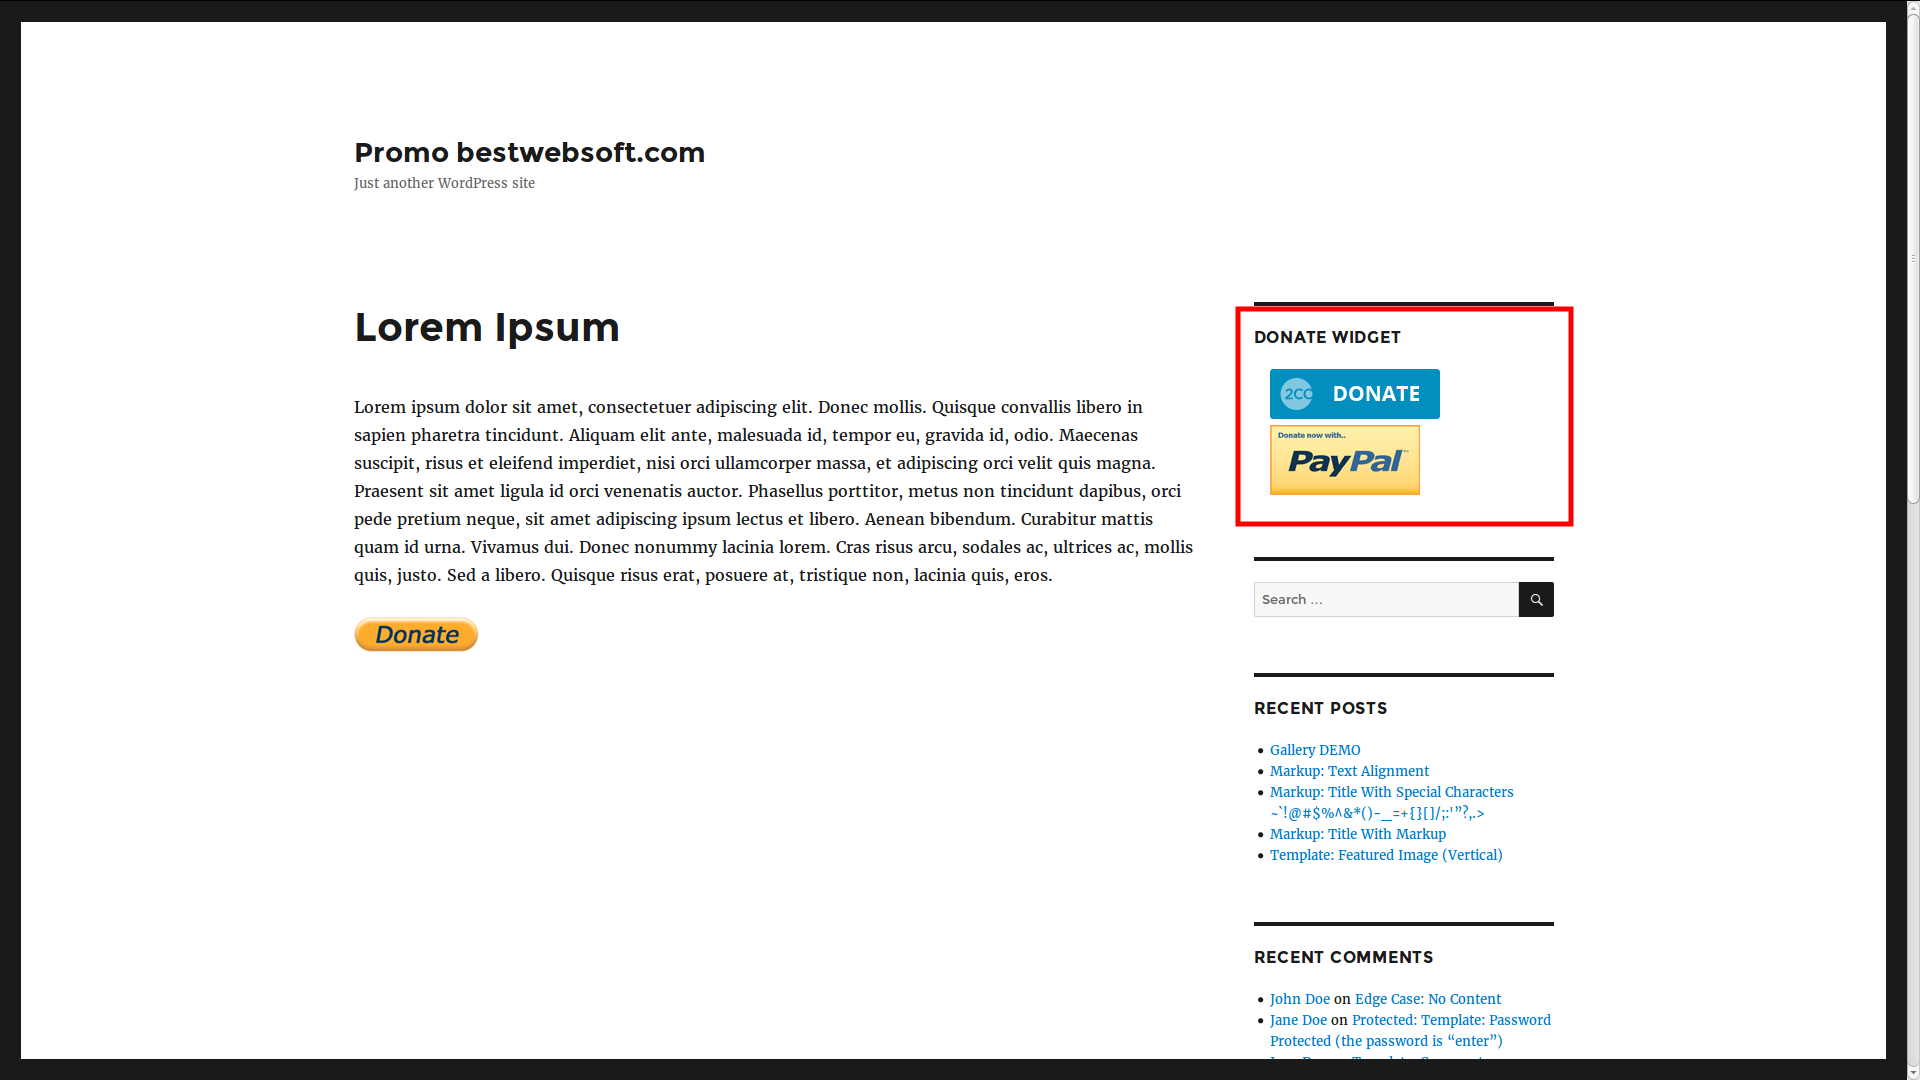 Promo bestwebsoft.com
Just another WordPress site
Lorem Ipsum
Lorem ipsum dolor sit amet, consectetuer adipiscing elit. Donec mollis. Quisque convallis libero in
sapien pharetra tincidunt. Aliquam elit ante, malesuada id, tempor eu, gravida id, odio. Maecenas
suscipit, risus et eleifend imperdiet, nisi orci ullamcorper massa, et adipiscing orci velit quis magna.
Praesent sit amet ligula id orci venenatis auctor. Phasellus porttitor, metus non tincidunt dapibus, orci
pede pretium neque, sit amet adipiscing ipsum lectus et libero. Aenean bibendum. Curabitur mattis
quam id urna. Vivamus dui. Donec nonummy lacinia lorem. Cras risus arcu, sodales ac, ultrices ac, mollis
quis, justo. Sed a libero. Quisque risus erat, posuere at, tristique non, lacinia quis, eros.
Donate
DONATE WIDGET
2CO DONATE
Donate now with..
PayPal
Search …
RECENT POSTS
Gallery DEMO
Markup: Text Alignment
Markup: Title With Special Characters
~`!@#$%^&*()-_=+{}[]/;:'”?,.>
Markup: Title With Markup
Template: Featured Image (Vertical)
RECENT COMMENTS
John Doe on Edge Case: No Content
Jane Doe on Protected: Template: Password
Protected (the password is “enter”)